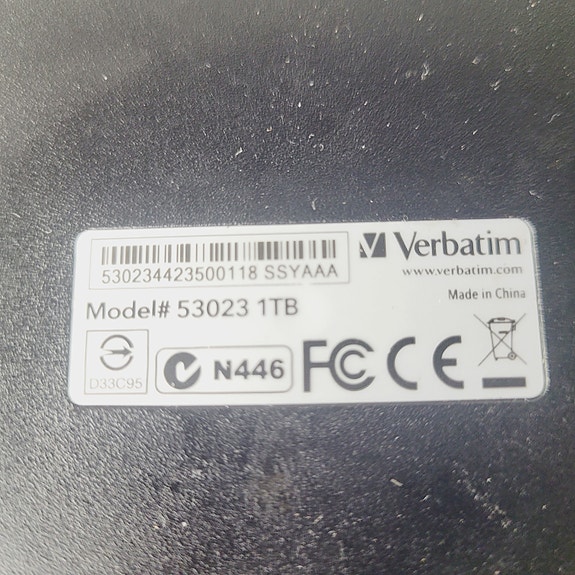 530234423500118 SSYAAA
Verbatim
www.verbatim.com
Model# 53023 1TB
Made in China
D33C95
N446
FC CE